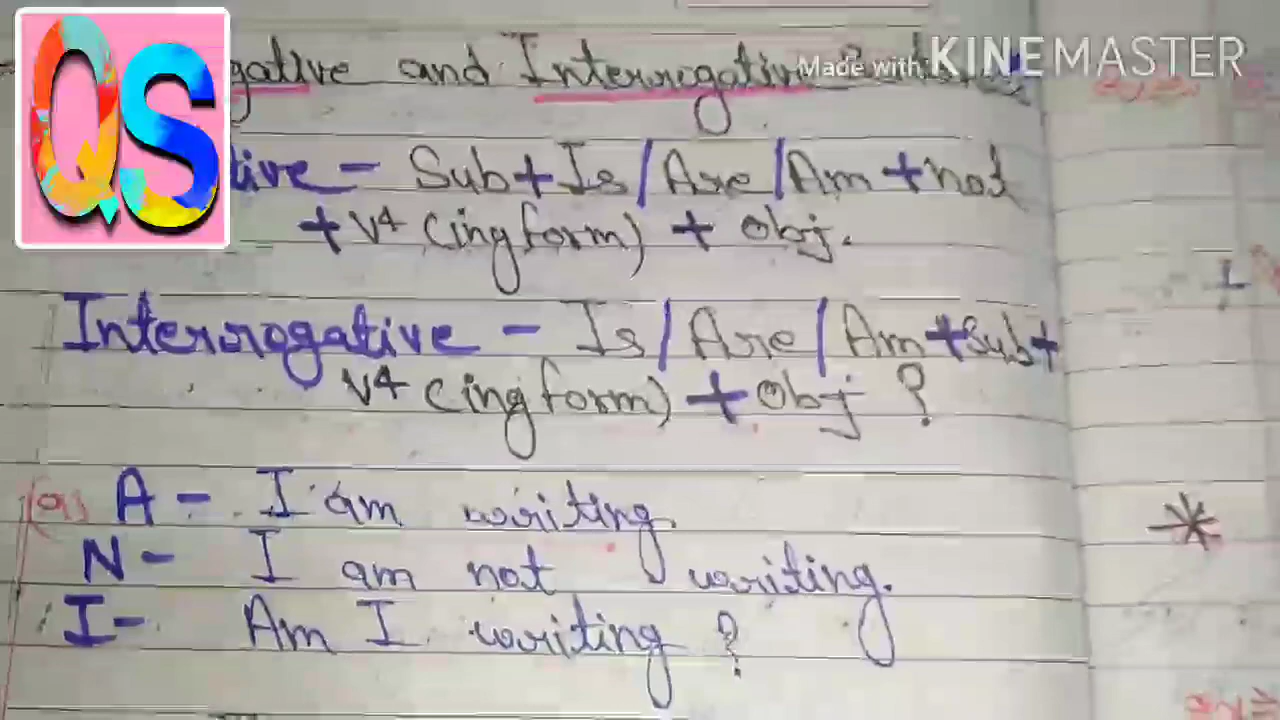 QS
gative and Interrogative
Made with KINEMASTER
tive - Sub + Is / Are / Am + not
+ V4 (ing form) + Obj.
Interrogative - Is / Are / Am + Sub +
V4 (ing form) + Obj ?
(a) A - I am writing.
N - I am not writing.
I - Am I writing ?